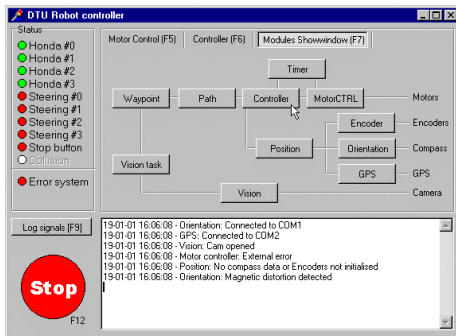 DTU Robot controller
Status
Honda #0
Honda #1
Honda #2
Honda #3
Steering #0
Steering #1
Steering #2
Steering #3
Stop button
Collision
Error system
Motor Control (F5)
Controller (F6)
Modules Showwindow (F7)
Timer
Waypoint
Path
Controller
MotorCTRL
Motors
Encoder
Encoders
Position
Orientation
Compass
Vision task
GPS
GPS
Vision
Camera
Log signals [F9]
Stop
F12
19-01-01 16:06:08 - Orientation: Connected to COM1
19-01-01 16:06:08 - GPS: Connected to COM2
19-01-01 16:06:08 - Vision: Cam opened
19-01-01 16:06:08 - Motor controller: External error
19-01-01 16:06:08 - Position: No compass data or Encoders not initialised
19-01-01 16:06:08 - Orientation: Magnetic distortion detected